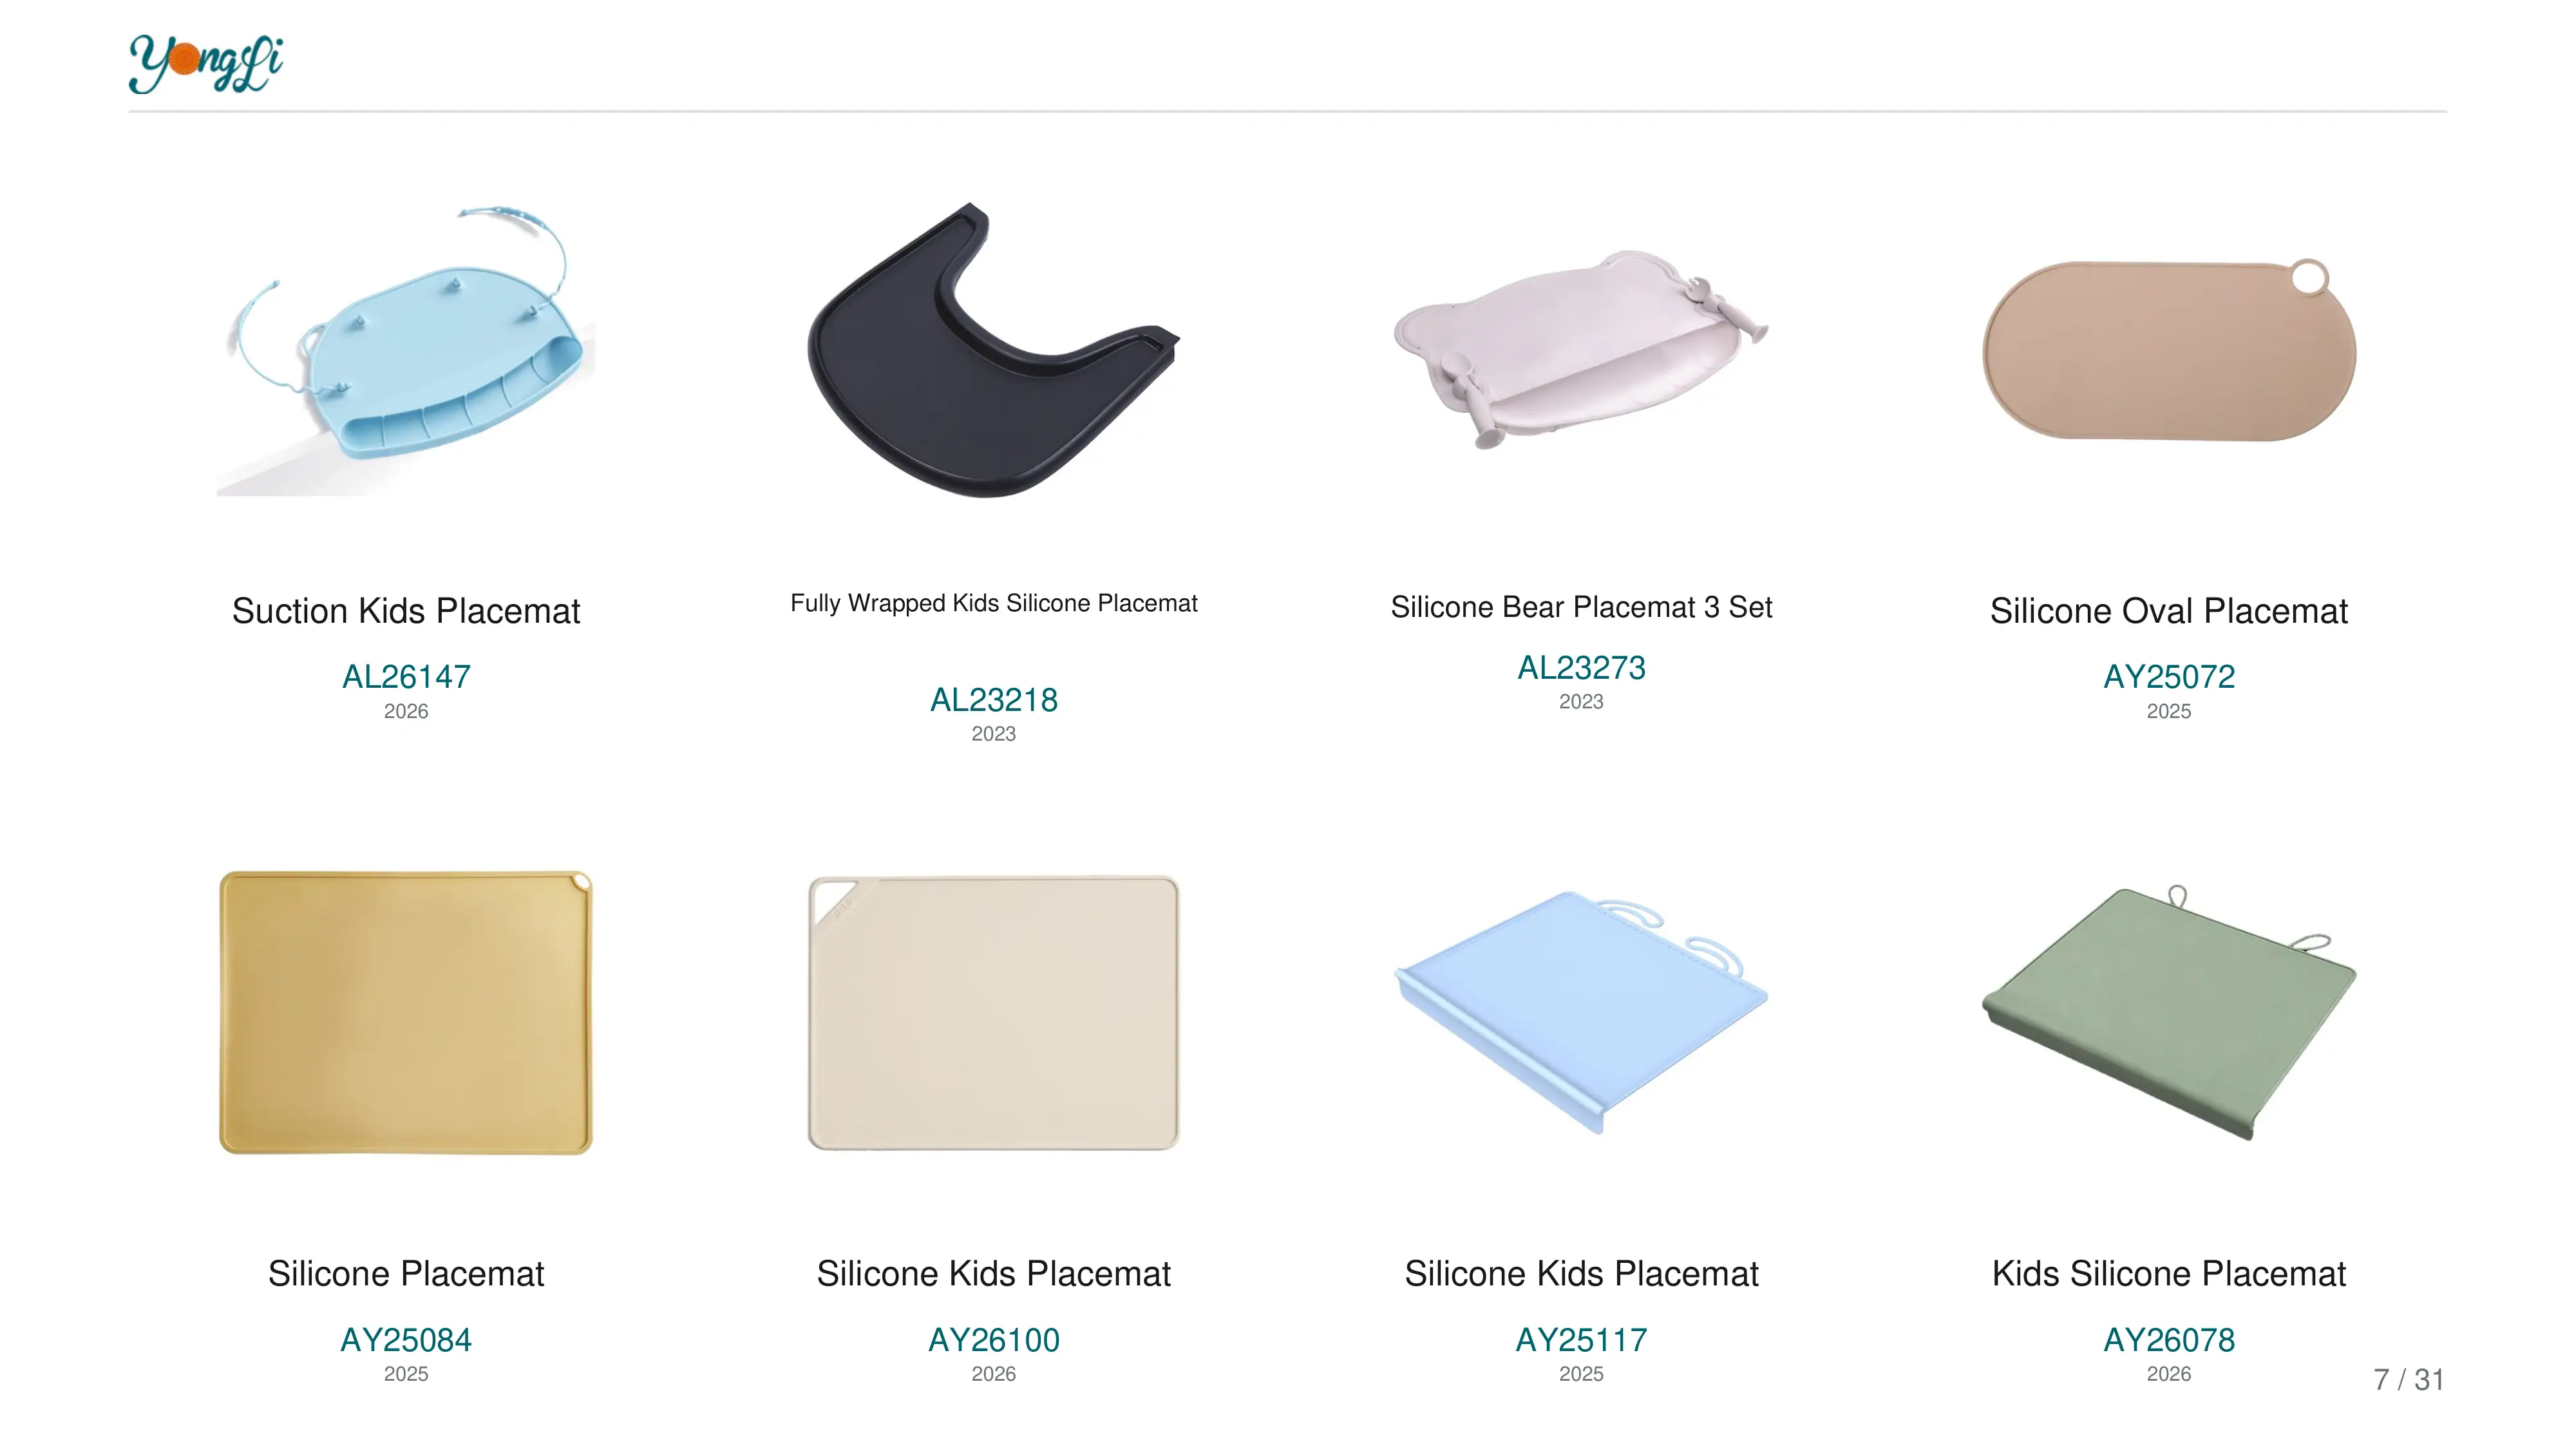 YongLi
Suction Kids Placemat
AL26147
2026
Fully Wrapped Kids Silicone Placemat
AL23218
2023
Silicone Bear Placemat 3 Set
AL23273
2023
Silicone Oval Placemat
AY25072
2025
Silicone Placemat
AY25084
2025
Silicone Kids Placemat
AY26100
2026
Silicone Kids Placemat
AY25117
2025
Kids Silicone Placemat
AY26078
2026
7 / 31